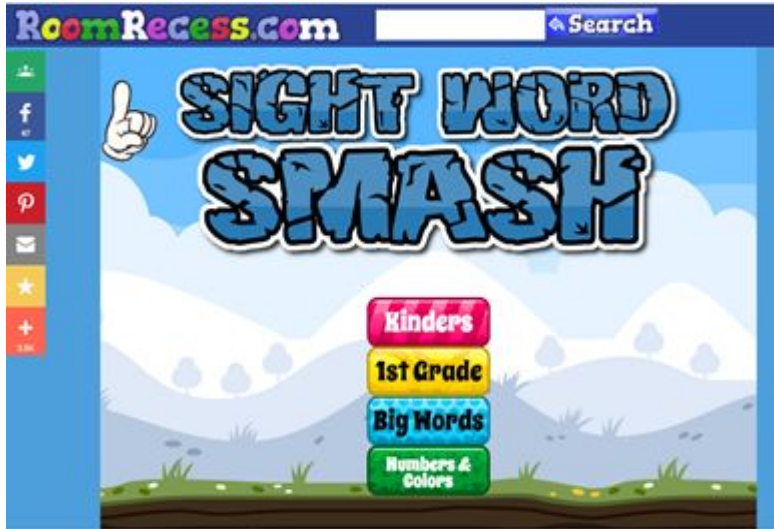 RoomRecess.com
Search
SIGHT WORD
SMASH
Kinders
1st Grade
Big Words
Numbers &
Colors